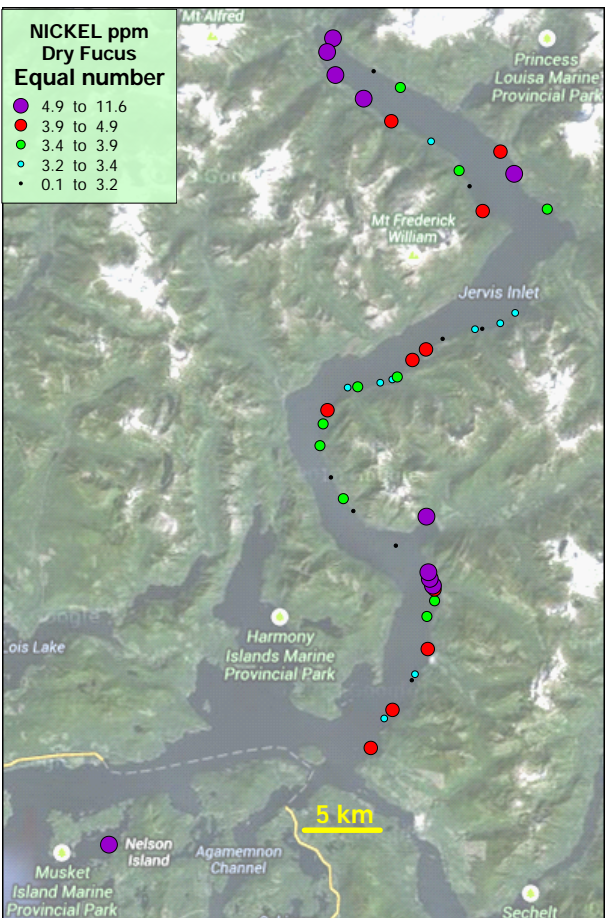 NICKEL ppm
Dry Fucus
Equal number
4.9 to 11.6
3.9 to 4.9
3.4 to 3.9
3.2 to 3.4
0.1 to 3.2
Mt Alfred
Princess
Louisa Marine
Provincial Park
Mt Frederick
William
Jervis Inlet
Harmony
Islands Marine
Provincial Park
ois Lake
5 km
Nelson
Island
Agamemnon
Channel
Musket
Island Marine
Provincial Park
Sechelt